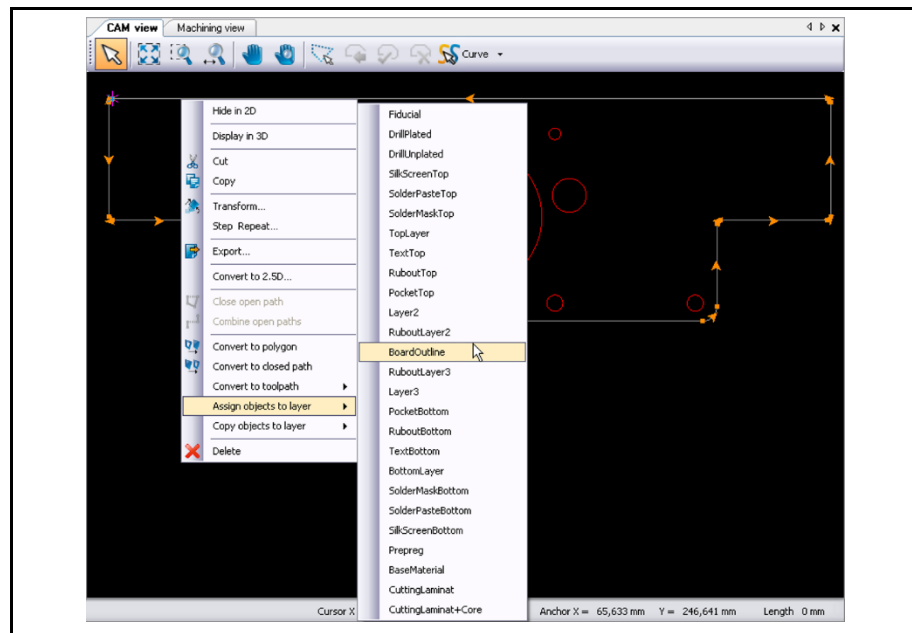 CAM view Machining view
Curve
Hide in 2D
Display in 3D
Cut
Copy
Transform...
Step Repeat...
Export...
Convert to 2.5D...
Close open path
Combine open paths
Convert to polygon
Convert to closed path
Convert to toolpath
Assign objects to layer
Copy objects to layer
Delete
Fiducial
DrillPlated
DrillUnplated
SilkScreenTop
SolderPasteTop
SolderMaskTop
TopLayer
TextTop
RuboutTop
PocketTop
Layer2
RuboutLayer2
BoardOutline
RuboutLayer3
Layer3
PocketBottom
RuboutBottom
TextBottom
BottomLayer
SolderMaskBottom
SolderPasteBottom
SilkScreenBottom
Prepreg
BaseMaterial
CuttingLaminat
CuttingLaminat+Core
Cursor X Anchor X = 65,633 mm Y = 246,641 mm Length 0 mm